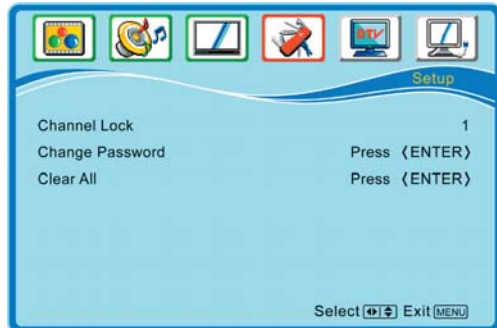 DTV
Setup
Channel Lock 1
Change Password Press 〈ENTER〉
Clear All Press 〈ENTER〉
Select Exit MENU